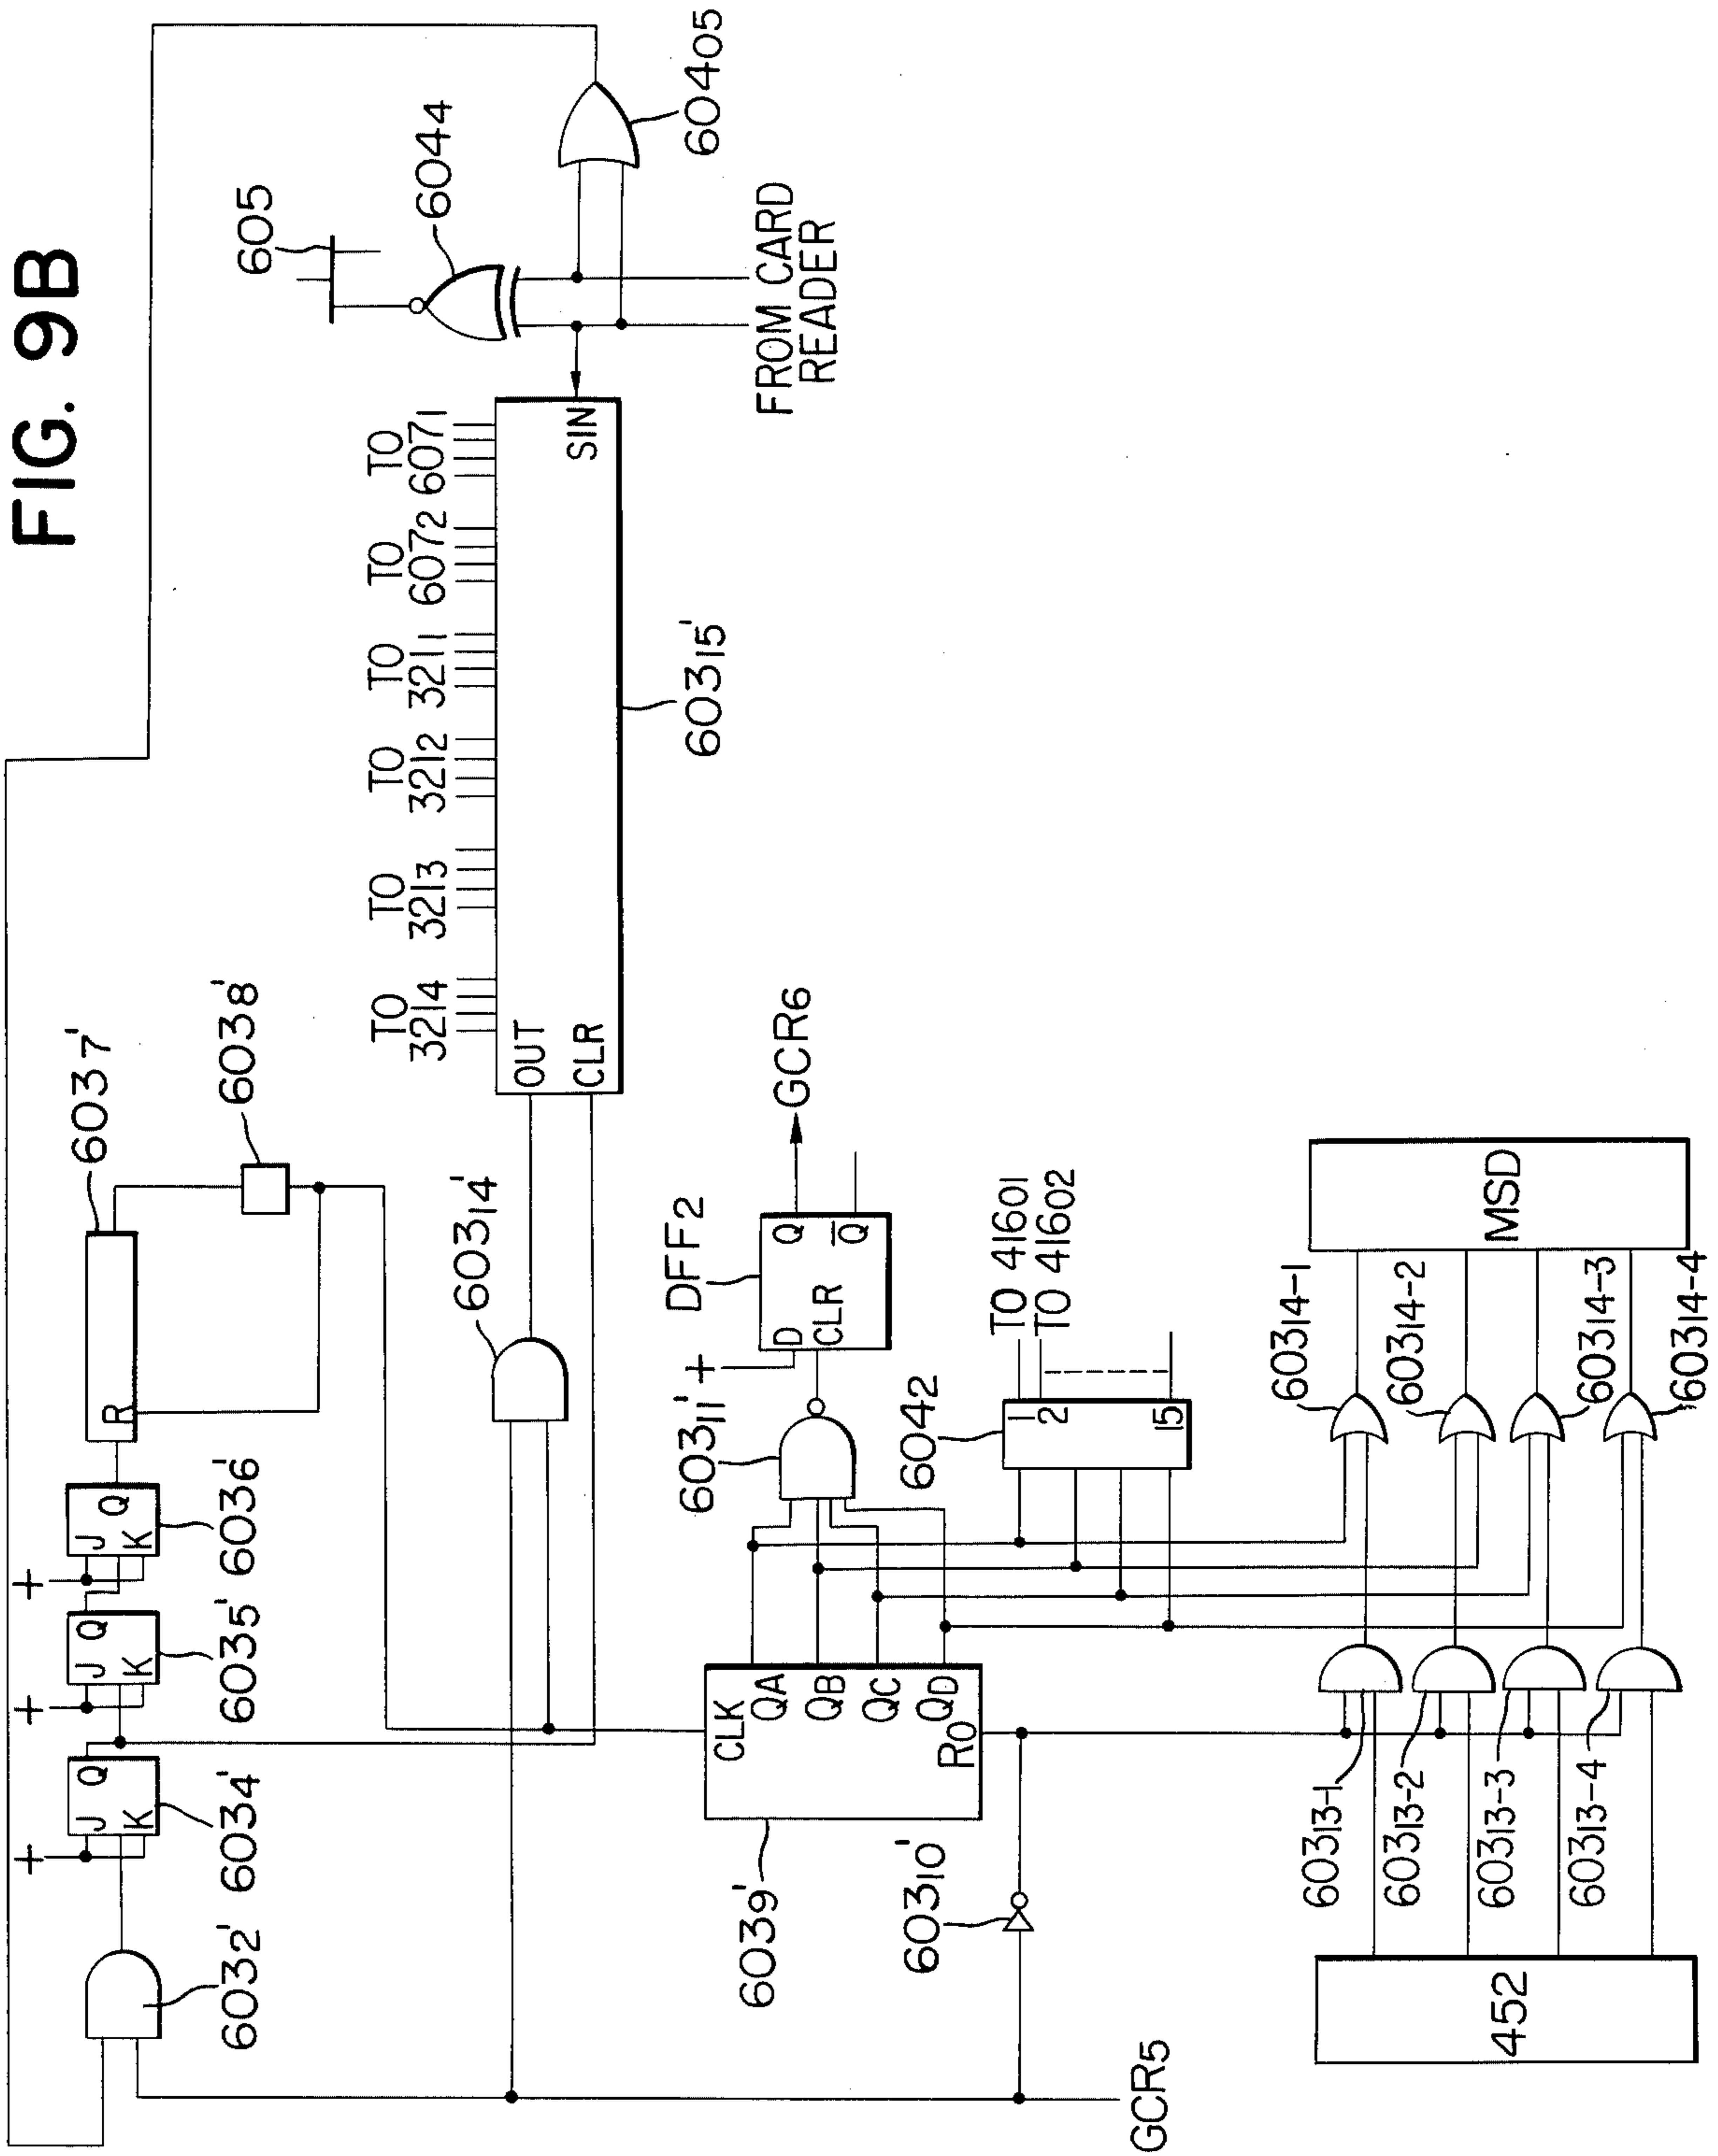 FIG. 9B
605
6044
60405
FROM CARD
READER
TO
6071
TO
6072
TO
3211
TO
3212
TO
3213
TO
3214
SIN
OUT
CLR
60315'
6037'
6038'
R
+
J
Q
K
6036'
+
J
Q
K
6035'
+
J
Q
K
6034'
6032'
60314'
DFF2
+
D
CLR
Q
Q̅
GCR6
60311'
6042
1
2
15
TO 41601
TO 41602
CLK
QA
QB
QC
QD
R0
6039'
60310'
GCR5
60314-1
60314-2
60314-3
60314-4
MSD
60313-1
60313-2
60313-3
60313-4
452